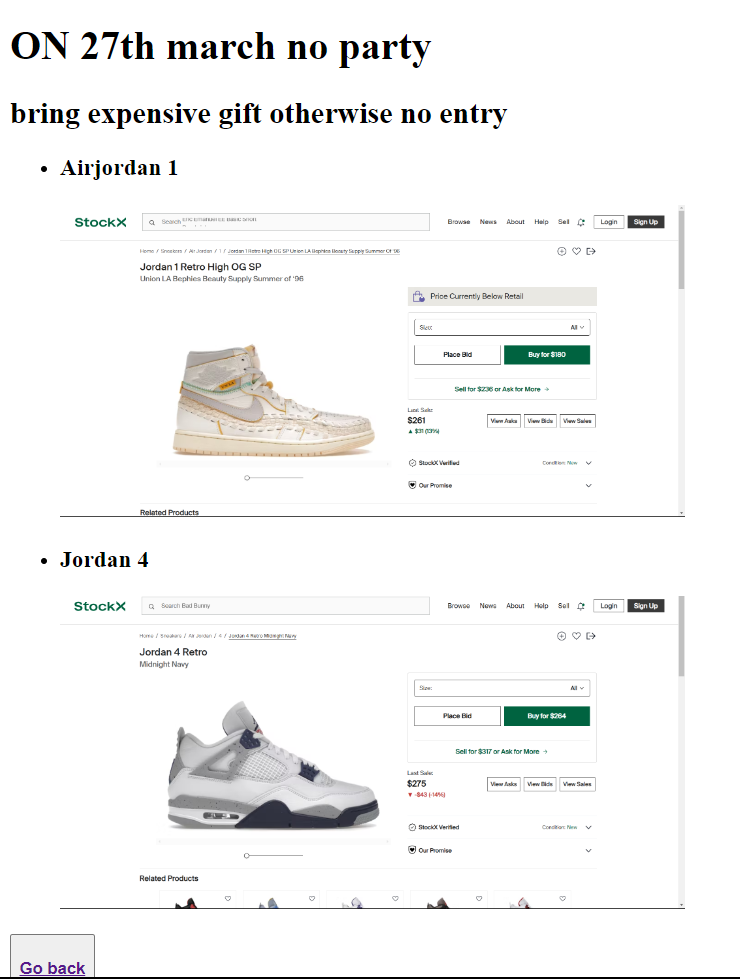 ON 27th march no party
bring expensive gift otherwise no entry
Airjordan 1
StockX
Search
Browse News About Help Sell Login Sign Up
Home / Sneakers / Air Jordan / 1 / Jordan 1 Retro High OG SP Union LA Bephies Beauty Supply Summer Of '96
Jordan 1 Retro High OG SP
Union LA Bephies Beauty Supply Summer of '96
Price Currently Below Retail
Size: All
Place Bid Buy for $180
Sell for $236 or Ask for More →
Last Sale:
$261
View Asks View Bids View Sales
▲ $31 (13%)
StockX Verified Condition: New
Our Promise
Related Products
Jordan 4
StockX
Search Bad Bunny
Browse News About Help Sell Login Sign Up
Home / Sneakers / Air Jordan / 4 / Jordan 4 Retro Midnight Navy
Jordan 4 Retro
Midnight Navy
Size: All
Place Bid Buy for $264
Sell for $317 or Ask for More →
Last Sale:
$275
View Asks View Bids View Sales
▼ -$43 (-14%)
StockX Verified Condition: New
Our Promise
Related Products
Go back